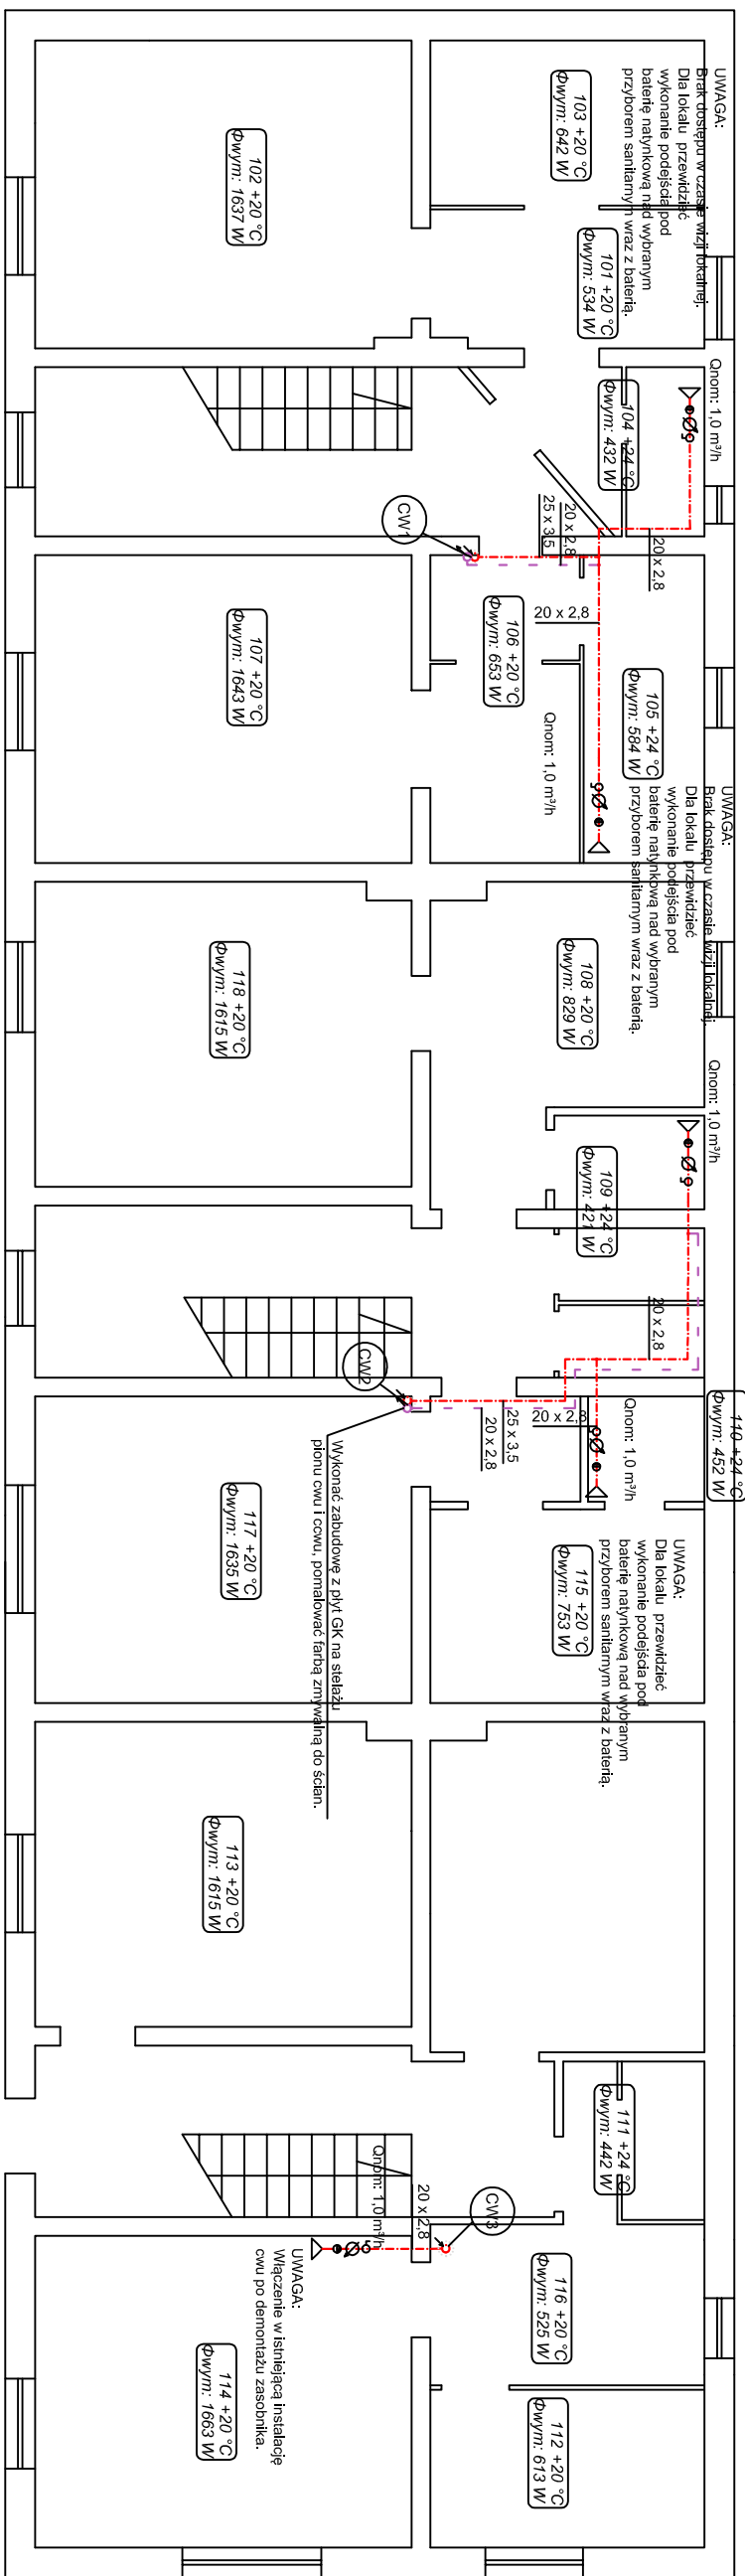 UWAGA:
Brak dostępu w czasie wizji lokalnej.
Dla lokalu przewidzieć
wykonanie podejścia pod
baterię natynkową nad wybranym
przyborem sanitarnym wraz z baterią.
103 +20 °C
Φwym: 642 W
102 +20 °C
Φwym: 1637 W
101 +20 °C
Φwym: 534 W
Qnom: 1,0 m³/h
104 +24 °C
Φwym: 432 W
20 x 2,8
20 x 2,8
25 x 3,5
CW1
20 x 2,8
106 +20 °C
Φwym: 653 W
107 +20 °C
Φwym: 1643 W
105 +24 °C
Φwym: 584 W
Qnom: 1,0 m³/h
UWAGA:
Brak dostępu w czasie wizji lokalnej.
Dla lokalu przewidzieć
wykonanie podejścia pod
baterię natynkową nad wybranym
przyborem sanitarnym wraz z baterią.
108 +20 °C
Φwym: 829 W
118 +20 °C
Φwym: 1615 W
Qnom: 1,0 m³/h
109 +24 °C
Φwym: 421 W
20 x 2,8
CW2
110 +24 °C
Φwym: 452 W
Qnom: 1,0 m³/h
20 x 2,8
25 x 3,5
20 x 2,8
Wykonać zabudowę z płyt GK na stelażu
pionu cwu i ccwu, pomalować farbą zmywalną do ścian.
117 +20 °C
Φwym: 1635 W
115 +20 °C
Φwym: 753 W
UWAGA:
Dla lokalu przewidzieć
wykonanie podejścia pod
baterię natynkową nad wybranym
przyborem sanitarnym wraz z baterią.
113 +20 °C
Φwym: 1615 W
111 +24 °C
Φwym: 442 W
Qnom: 1,0 m³/h
20 x 2,8
CW3
116 +20 °C
Φwym: 525 W
UWAGA:
Włączenie w istniejącą instalację
cwu po demontażu zasobnika.
114 +20 °C
Φwym: 1663 W
112 +20 °C
Φwym: 613 W